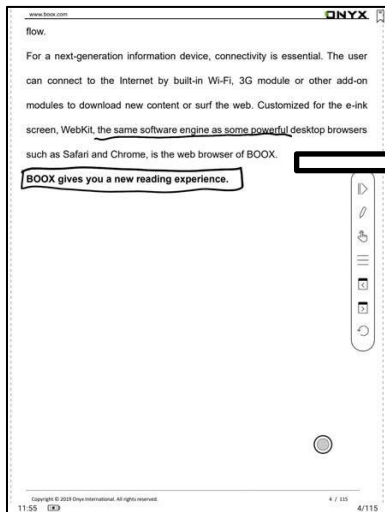 www.boox.com
ONYX
flow.
For a next-generation information device, connectivity is essential. The user
can connect to the Internet by built-in Wi-Fi, 3G module or other add-on
modules to download new content or surf the web. Customized for the e-ink
screen, WebKit, the same software engine as some powerful desktop browsers
such as Safari and Chrome, is the web browser of BOOX.
BOOX gives you a new reading experience.
Copyright © 2019 Onyx International. All rights reserved.
4 / 115
11:55
4/115